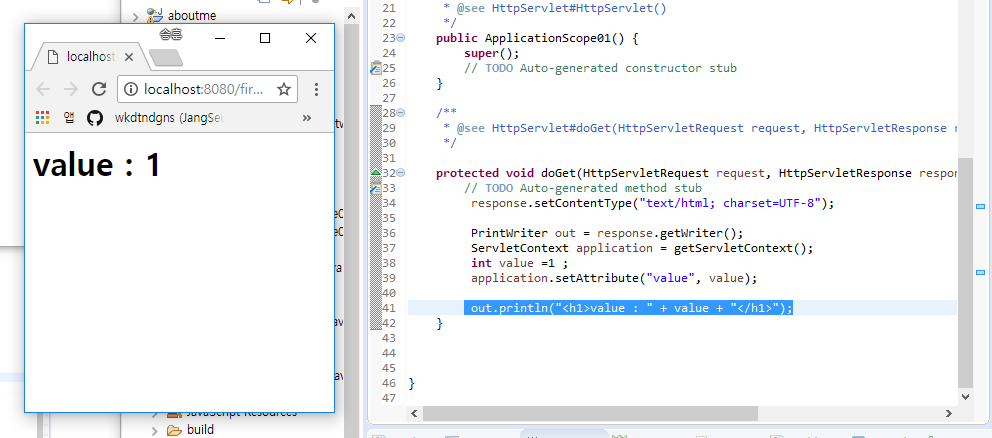 aboutme
승훈
localhost
localhost:8080/fir...
앱
wkdtndgns (JangSe
»
value : 1
JavaScript Resources
build
21 * @see HttpServlet#HttpServlet()
22 */
23 public ApplicationScope01() {
24 super();
25 // TODO Auto-generated constructor stub
26 }
27
28 /**
29 * @see HttpServlet#doGet(HttpServletRequest request, HttpServletResponse r
30 */
31
32 protected void doGet(HttpServletRequest request, HttpServletResponse respon
33 // TODO Auto-generated method stub
34 response.setContentType("text/html; charset=UTF-8");
35
36 PrintWriter out = response.getWriter();
37 ServletContext application = getServletContext();
38 int value =1 ;
39 application.setAttribute("value", value);
40
41 out.println("<h1>value : " + value + "</h1>");
42 }
43
44
45
46 }
47